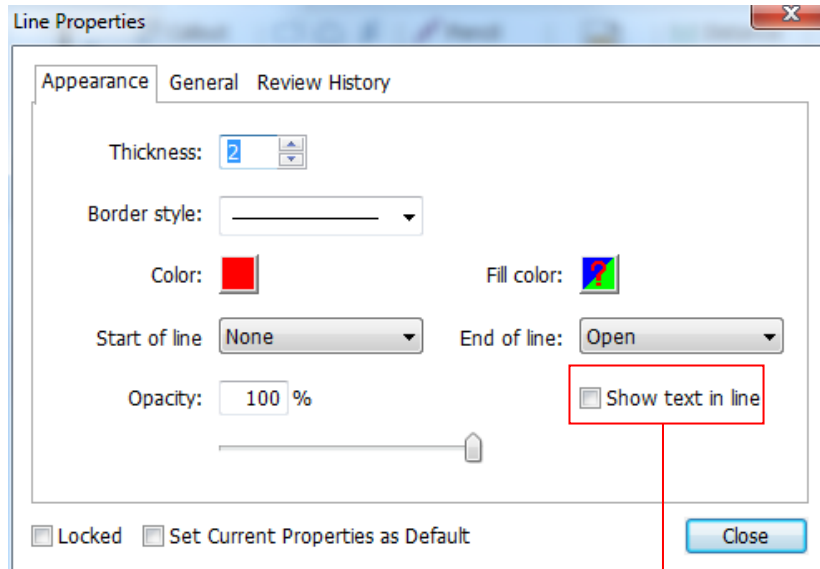 Line Properties
Appearance General Review History
Thickness: 2
Border style:
Color: Fill color: ?
Start of line None End of line: Open
Opacity: 100 % Show text in line
Locked Set Current Properties as Default Close